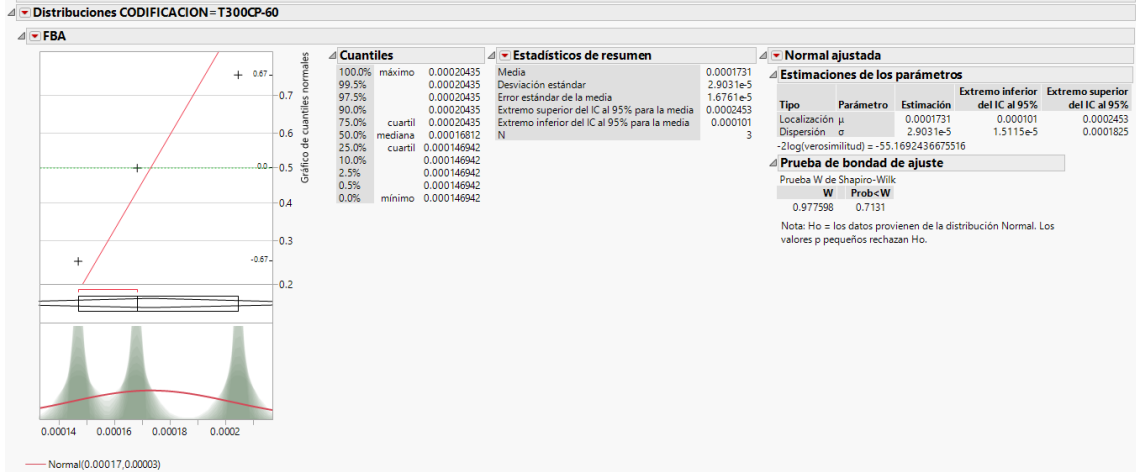 Distribuciones CODIFICACION=T300CP-60
FBA
0.67
0.0
-0.67
0.7
0.6
0.5
0.4
0.3
0.2
Gráfico de cuantiles normales
0.00014 0.00016 0.00018 0.0002
Normal(0.00017,0.00003)
Cuantiles
100.0% máximo 0.00020435
99.5% 0.00020435
97.5% 0.00020435
90.0% 0.00020435
75.0% cuartil 0.00020435
50.0% mediana 0.00016812
25.0% cuartil 0.000146942
10.0% 0.000146942
2.5% 0.000146942
0.5% 0.000146942
0.0% mínimo 0.000146942
Estadísticos de resumen
Media 0.0001731
Desviación estándar 2.9031e-5
Error estándar de la media 1.6761e-5
Extremo superior del IC al 95% para la media 0.0002453
Extremo inferior del IC al 95% para la media 0.000101
N 3
Normal ajustada
Estimaciones de los parámetros
Extremo inferior Extremo superior
Tipo Parámetro Estimación del IC al 95% del IC al 95%
Localización μ 0.0001731 0.000101 0.0002453
Dispersión σ 2.9031e-5 1.5115e-5 0.0001825
-2log(verosimilitud) = -55.1692436675516
Prueba de bondad de ajuste
Prueba W de Shapiro-Wilk
W Prob<W
0.977598 0.7131
Nota: Ho = los datos provienen de la distribución Normal. Los
valores p pequeños rechazan Ho.